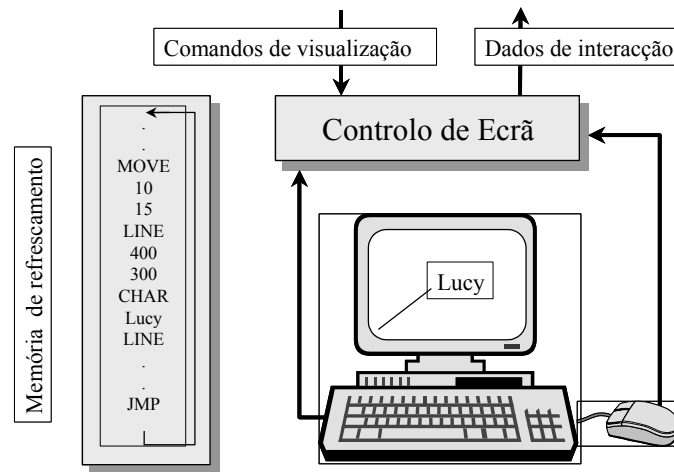 Comandos de visualização
Dados de interacção
Controlo de Ecrã
Memória de refrescamento
.
.
MOVE
10
15
LINE
400
300
CHAR
Lucy
LINE
.
.
JMP
Lucy